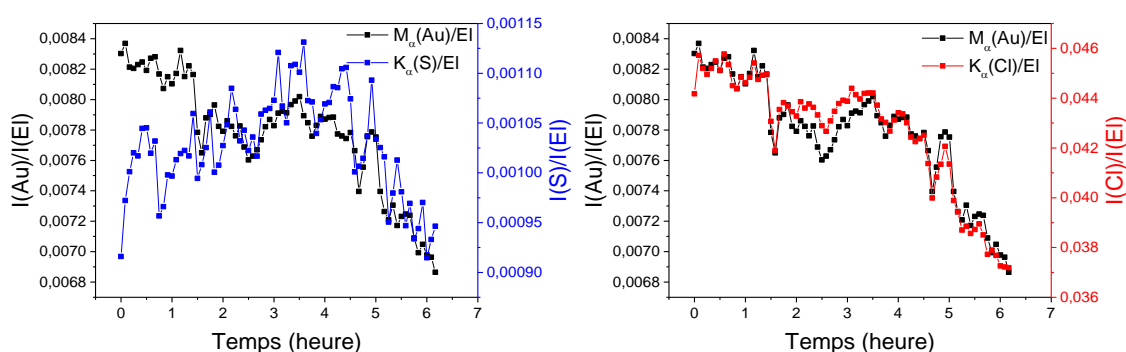 0,0084
0,0082
0,0080
0,0078
0,0076
0,0074
0,0072
0,0070
0,0068
I(Au)/I(El)
0 1 2 3 4 5 6 7
Temps (heure)
Mα(Au)/El
Kα(S)/El
0,00115
0,00110
0,00105
0,00100
0,00095
0,00090
I(S)/I(El)
0,0084
0,0082
0,0080
0,0078
0,0076
0,0074
0,0072
0,0070
0,0068
I(Au)/I(El)
0 1 2 3 4 5 6 7
Temps (heure)
Mα(Au)/El
Kα(Cl)/El
0,046
0,044
0,042
0,040
0,038
0,036
I(Cl)/I(El)